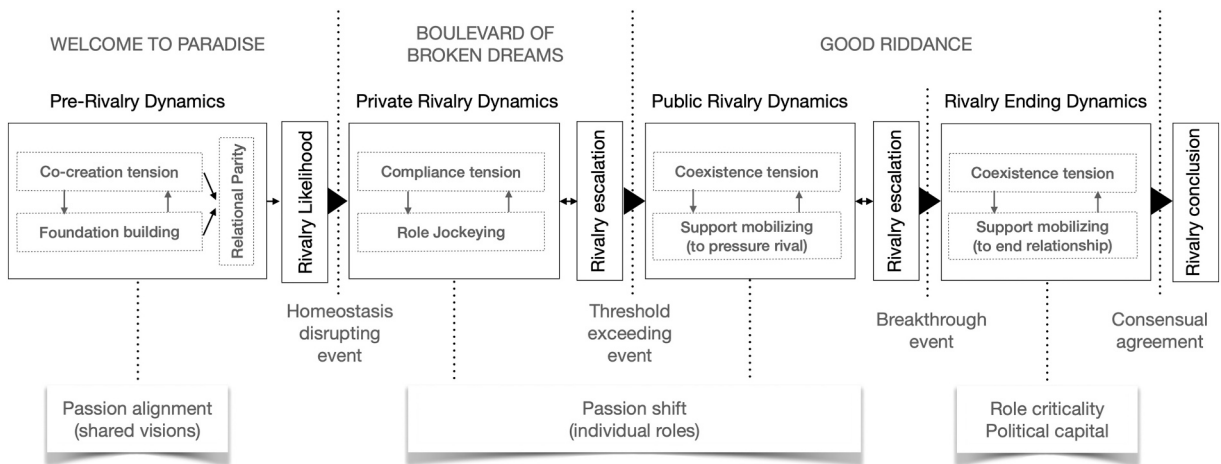 WELCOME TO PARADISE
BOULEVARD OF
BROKEN DREAMS
GOOD RIDDANCE
Pre-Rivalry Dynamics
Co-creation tension
Foundation building
Relational Parity
Rivalry Likelihood
Private Rivalry Dynamics
Compliance tension
Role Jockeying
Rivalry escalation
Public Rivalry Dynamics
Coexistence tension
Support mobilizing
(to pressure rival)
Rivalry escalation
Rivalry Ending Dynamics
Coexistence tension
Support mobilizing
(to end relationship)
Rivalry conclusion
Homeostasis
disrupting
event
Threshold
exceeding
event
Breakthrough
event
Consensual
agreement
Passion alignment
(shared visions)
Passion shift
(individual roles)
Role criticality
Political capital